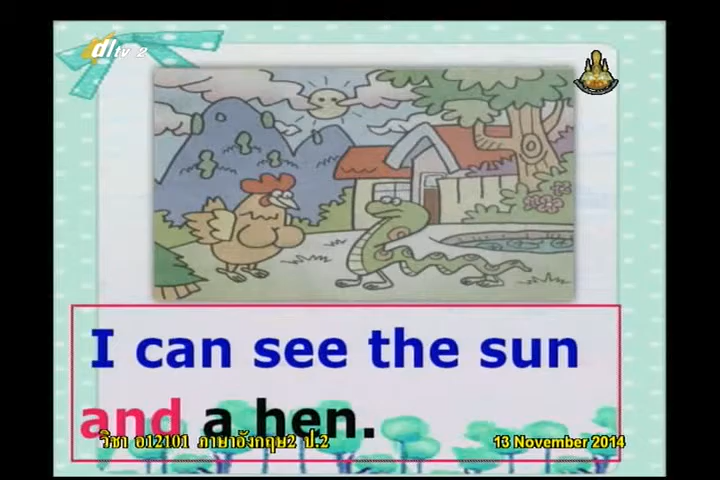 dltv 2
I can see the sun
and a hen.
วิชา อ12101 ภาษาอังกฤษ2 ป.2
13 November 2014